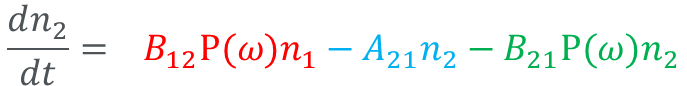 dn₂/dt = B₁₂P(ω)n₁ − A₂₁n₂ − B₂₁P(ω)n₂